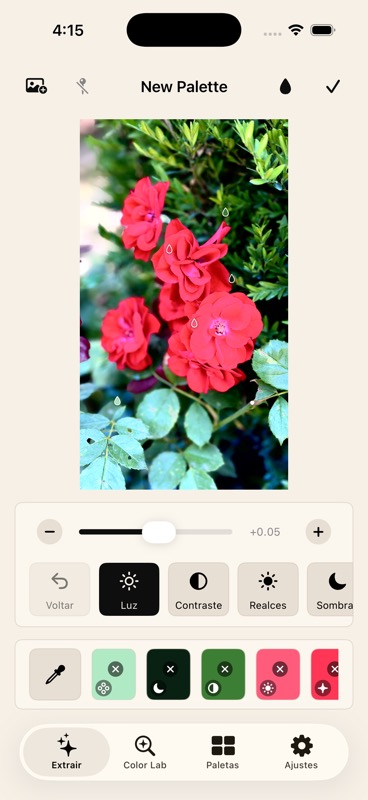 4:15
New Palette
+0.05
Voltar
Luz
Contraste
Realces
Sombra
Extrair
Color Lab
Paletas
Ajustes